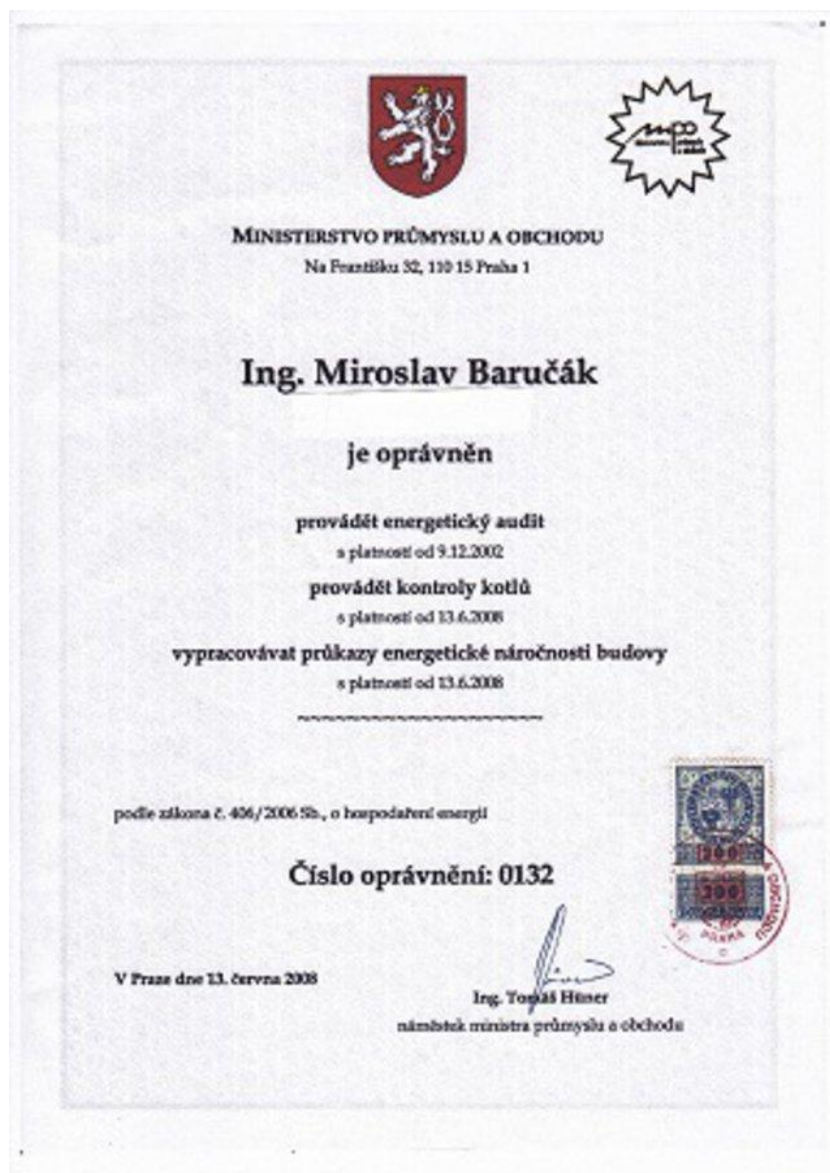 MINISTERSTVO PRŮMYSLU A OBCHODU
Na Františku 32, 110 15 Praha 1
Ing. Miroslav Baručák
je oprávněn
provádět energetický audit
s platností od 9.12.2002
provádět kontroly kotlů
s platností od 13.6.2008
vypracovávat průkazy energetické náročnosti budovy
s platností od 13.6.2008
podle zákona č. 406/2006 Sb., o hospodaření energií
Číslo oprávnění: 0132
V Praze dne 13. června 2008
Ing. Tomáš Hüner
náměstek ministra průmyslu a obchodu
mpo
PRAHA